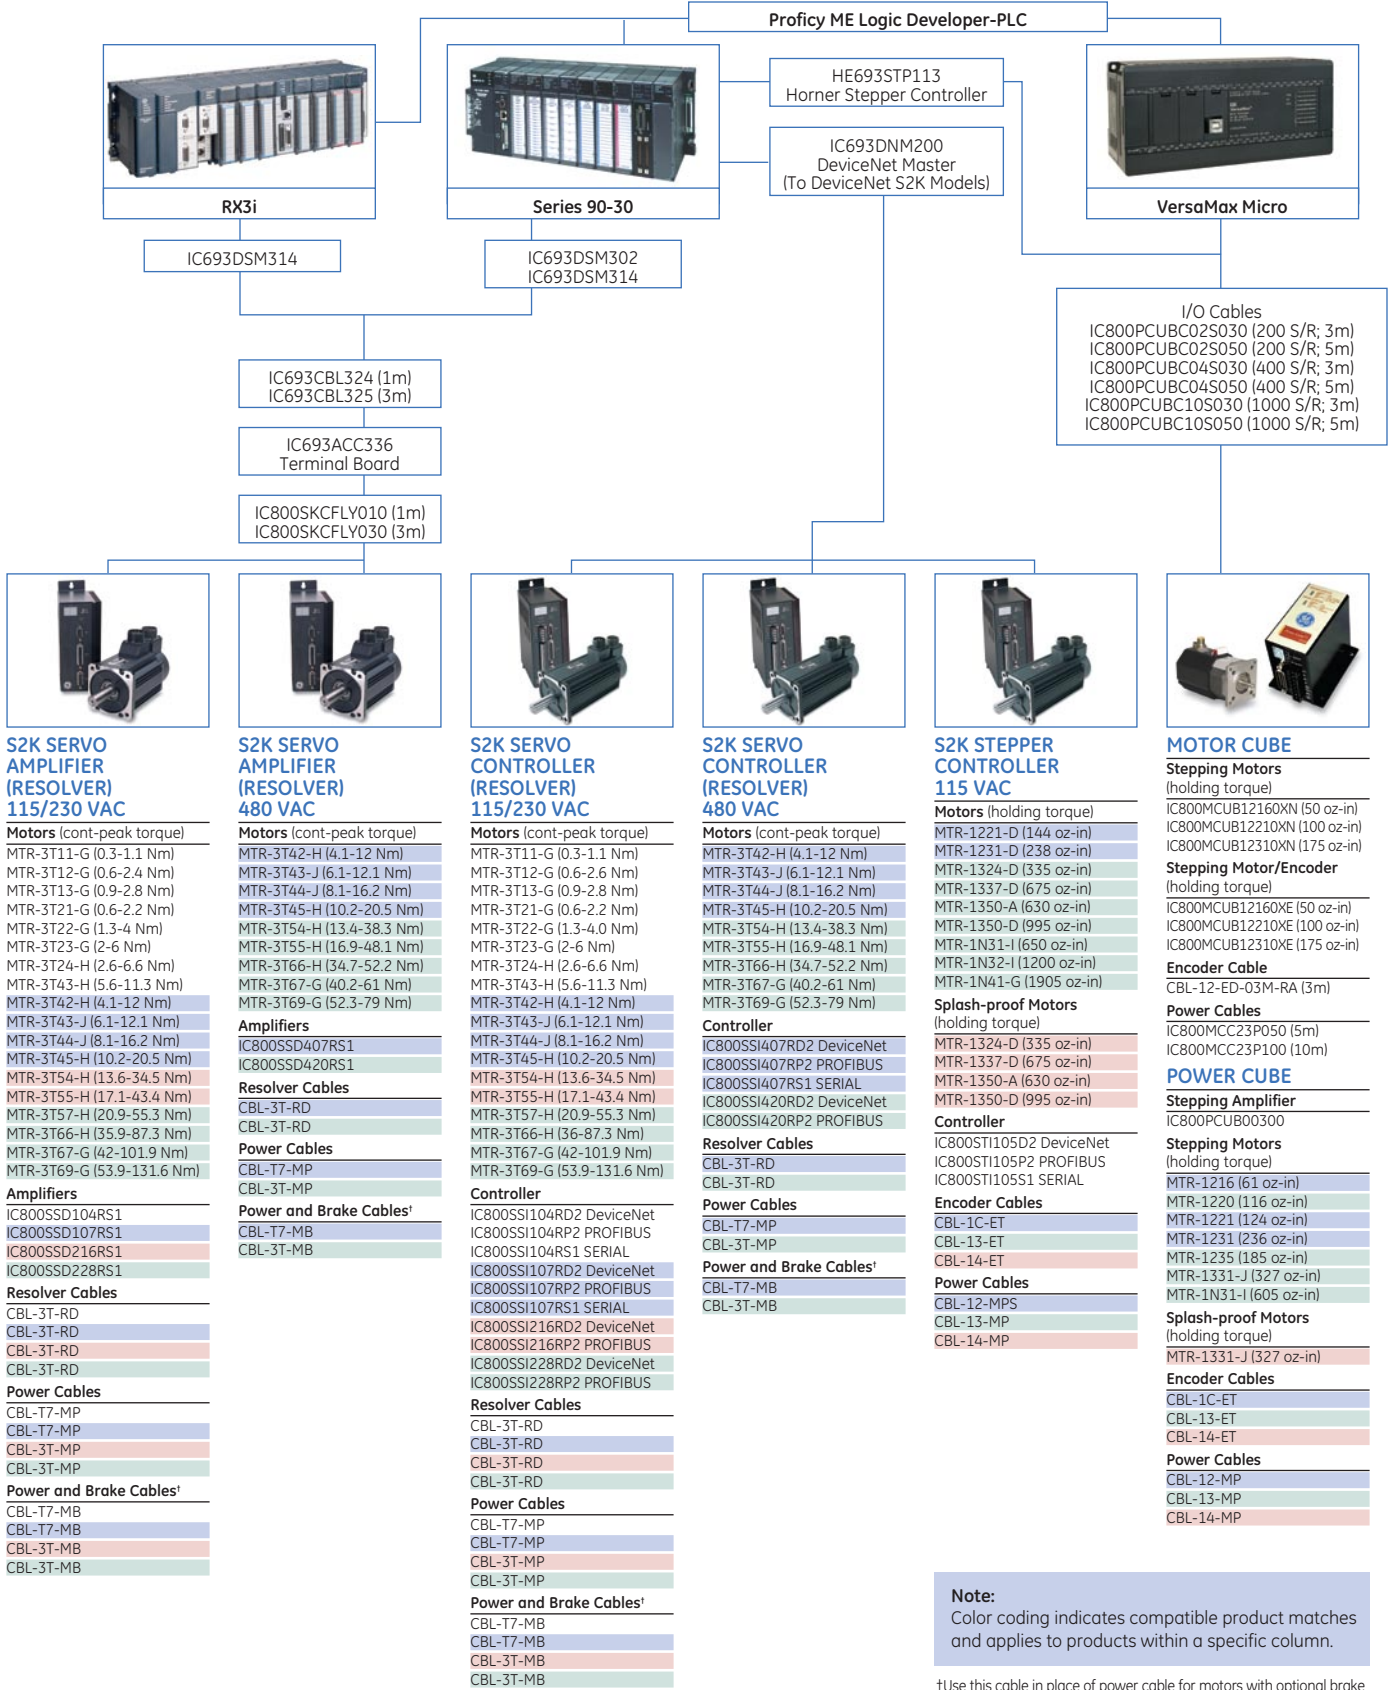 Proficy ME Logic Developer-PLC
RX3i
Series 90-30
HE693STP113
Horner Stepper Controller
IC693DNM200
DeviceNet Master
(To DeviceNet S2K Models)
VersaMax Micro
IC693DSM314
IC693DSM302
IC693DSM314
I/O Cables
IC800PCUBC02S030 (200 S/R; 3m)
IC800PCUBC02S050 (200 S/R; 5m)
IC800PCUBC04S030 (400 S/R; 3m)
IC800PCUBC04S050 (400 S/R; 5m)
IC800PCUBC10S030 (1000 S/R; 3m)
IC800PCUBC10S050 (1000 S/R; 5m)
IC693CBL324 (1m)
IC693CBL325 (3m)
IC693ACC336
Terminal Board
IC800SKCFLY010 (1m)
IC800SKCFLY030 (3m)
S2K SERVO
AMPLIFIER
(RESOLVER)
115/230 VAC
Motors (cont-peak torque)
MTR-3T11-G (0.3-1.1 Nm)
MTR-3T12-G (0.6-2.4 Nm)
MTR-3T13-G (0.9-2.8 Nm)
MTR-3T21-G (0.6-2.2 Nm)
MTR-3T22-G (1.3-4 Nm)
MTR-3T23-G (2-6 Nm)
MTR-3T24-H (2.6-6.6 Nm)
MTR-3T43-H (5.6-11.3 Nm)
MTR-3T42-H (4.1-12 Nm)
MTR-3T43-J (6.1-12.1 Nm)
MTR-3T44-J (8.1-16.2 Nm)
MTR-3T45-H (10.2-20.5 Nm)
MTR-3T54-H (13.6-34.5 Nm)
MTR-3T55-H (17.1-43.4 Nm)
MTR-3T57-H (20.9-55.3 Nm)
MTR-3T66-H (35.9-87.3 Nm)
MTR-3T67-G (42-101.9 Nm)
MTR-3T69-G (53.9-131.6 Nm)
Amplifiers
IC800SSD104RS1
IC800SSD107RS1
IC800SSD216RS1
IC800SSD228RS1
Resolver Cables
CBL-3T-RD
CBL-3T-RD
CBL-3T-RD
CBL-3T-RD
Power Cables
CBL-T7-MP
CBL-T7-MP
CBL-3T-MP
CBL-3T-MP
Power and Brake Cables†
CBL-T7-MB
CBL-T7-MB
CBL-3T-MB
CBL-3T-MB
S2K SERVO
AMPLIFIER
(RESOLVER)
480 VAC
Motors (cont-peak torque)
MTR-3T42-H (4.1-12 Nm)
MTR-3T43-J (6.1-12.1 Nm)
MTR-3T44-J (8.1-16.2 Nm)
MTR-3T45-H (10.2-20.5 Nm)
MTR-3T54-H (13.4-38.3 Nm)
MTR-3T55-H (16.9-48.1 Nm)
MTR-3T66-H (34.7-52.2 Nm)
MTR-3T67-G (40.2-61 Nm)
MTR-3T69-G (52.3-79 Nm)
Amplifiers
IC800SSD407RS1
IC800SSD420RS1
Resolver Cables
CBL-3T-RD
CBL-3T-RD
Power Cables
CBL-T7-MP
CBL-3T-MP
Power and Brake Cables†
CBL-T7-MB
CBL-3T-MB
S2K SERVO
CONTROLLER
(RESOLVER)
115/230 VAC
Motors (cont-peak torque)
MTR-3T11-G (0.3-1.1 Nm)
MTR-3T12-G (0.6-2.6 Nm)
MTR-3T13-G (0.9-2.8 Nm)
MTR-3T21-G (0.6-2.2 Nm)
MTR-3T22-G (1.3-4.0 Nm)
MTR-3T23-G (2-6 Nm)
MTR-3T24-H (2.6-6.6 Nm)
MTR-3T43-H (5.6-11.3 Nm)
MTR-3T42-H (4.1-12 Nm)
MTR-3T43-J (6.1-12.1 Nm)
MTR-3T44-J (8.1-16.2 Nm)
MTR-3T45-H (10.2-20.5 Nm)
MTR-3T54-H (13.6-34.5 Nm)
MTR-3T55-H (17.1-43.4 Nm)
MTR-3T57-H (20.9-55.3 Nm)
MTR-3T66-H (36-87.3 Nm)
MTR-3T67-G (42-101.9 Nm)
MTR-3T69-G (53.9-131.6 Nm)
Controller
IC800SSI104RD2 DeviceNet
IC800SSI104RP2 PROFIBUS
IC800SSI104RS1 SERIAL
IC800SSI107RD2 DeviceNet
IC800SSI107RP2 PROFIBUS
IC800SSI107RS1 SERIAL
IC800SSI216RD2 DeviceNet
IC800SSI216RP2 PROFIBUS
IC800SSI228RD2 DeviceNet
IC800SSI228RP2 PROFIBUS
Resolver Cables
CBL-3T-RD
CBL-3T-RD
CBL-3T-RD
CBL-3T-RD
Power Cables
CBL-T7-MP
CBL-T7-MP
CBL-3T-MP
CBL-3T-MP
Power and Brake Cables†
CBL-T7-MB
CBL-T7-MB
CBL-3T-MB
CBL-3T-MB
S2K SERVO
CONTROLLER
(RESOLVER)
480 VAC
Motors (cont-peak torque)
MTR-3T42-H (4.1-12 Nm)
MTR-3T43-J (6.1-12.1 Nm)
MTR-3T44-J (8.1-16.2 Nm)
MTR-3T45-H (10.2-20.5 Nm)
MTR-3T54-H (13.4-38.3 Nm)
MTR-3T55-H (16.9-48.1 Nm)
MTR-3T66-H (34.7-52.2 Nm)
MTR-3T67-G (40.2-61 Nm)
MTR-3T69-G (52.3-79 Nm)
Controller
IC800SSI407RD2 DeviceNet
IC800SSI407RP2 PROFIBUS
IC800SSI407RS1 SERIAL
IC800SSI420RD2 DeviceNet
IC800SSI420RP2 PROFIBUS
Resolver Cables
CBL-3T-RD
CBL-3T-RD
Power Cables
CBL-T7-MP
CBL-3T-MP
Power and Brake Cables†
CBL-T7-MB
CBL-3T-MB
S2K STEPPER
CONTROLLER
115 VAC
Motors (holding torque)
MTR-1221-D (144 oz-in)
MTR-1231-D (238 oz-in)
MTR-1324-D (335 oz-in)
MTR-1337-D (675 oz-in)
MTR-1350-A (630 oz-in)
MTR-1350-D (995 oz-in)
MTR-1N31-I (650 oz-in)
MTR-1N32-I (1200 oz-in)
MTR-1N41-G (1905 oz-in)
Splash-proof Motors
(holding torque)
MTR-1324-D (335 oz-in)
MTR-1337-D (675 oz-in)
MTR-1350-A (630 oz-in)
MTR-1350-D (995 oz-in)
Controller
IC800STI105D2 DeviceNet
IC800STI105P2 PROFIBUS
IC800STI105S1 SERIAL
Encoder Cables
CBL-1C-ET
CBL-13-ET
CBL-14-ET
Power Cables
CBL-12-MPS
CBL-13-MP
CBL-14-MP
MOTOR CUBE
Stepping Motors
(holding torque)
IC800MCUB12160XN (50 oz-in)
IC800MCUB12210XN (100 oz-in)
IC800MCUB12310XN (175 oz-in)
Stepping Motor/Encoder
(holding torque)
IC800MCUB12160XE (50 oz-in)
IC800MCUB12210XE (100 oz-in)
IC800MCUB12310XE (175 oz-in)
Encoder Cable
CBL-12-ED-03M-RA (3m)
Power Cables
IC800MCC23P050 (5m)
IC800MCC23P100 (10m)
POWER CUBE
Stepping Amplifier
IC800PCUB00300
Stepping Motors
(holding torque)
MTR-1216 (61 oz-in)
MTR-1220 (116 oz-in)
MTR-1221 (124 oz-in)
MTR-1231 (236 oz-in)
MTR-1235 (185 oz-in)
MTR-1331-J (327 oz-in)
MTR-1N31-I (605 oz-in)
Splash-proof Motors
(holding torque)
MTR-1331-J (327 oz-in)
Encoder Cables
CBL-1C-ET
CBL-13-ET
CBL-14-ET
Power Cables
CBL-12-MP
CBL-13-MP
CBL-14-MP
Note:
Color coding indicates compatible product matches
and applies to products within a specific column.
†Use this cable in place of power cable for motors with optional brake